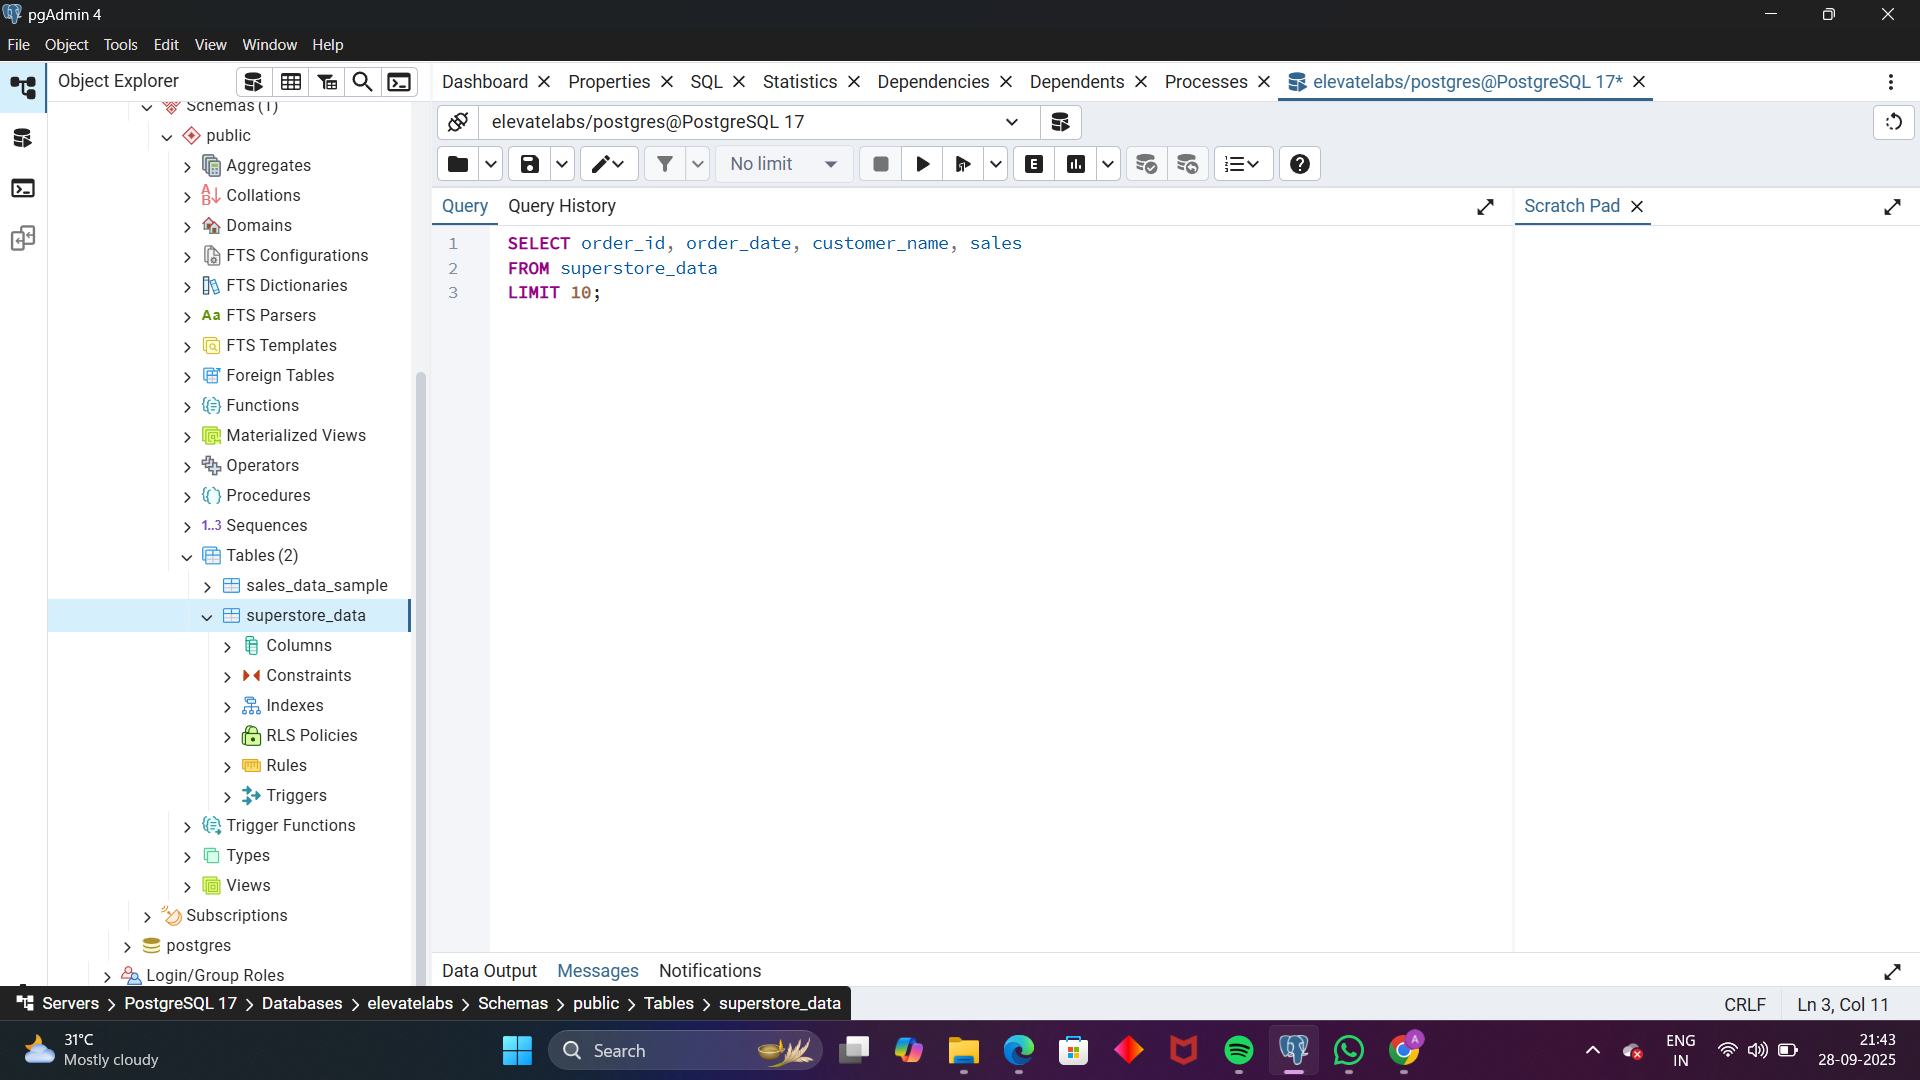 pgAdmin 4
File Object Tools Edit View Window Help
Object Explorer
Dashboard Properties SQL Statistics Dependencies Dependents Processes elevatelabs/postgres@PostgreSQL 17*
elevatelabs/postgres@PostgreSQL 17
No limit
E
Query Query History
Scratch Pad
1 SELECT order_id, order_date, customer_name, sales
2 FROM superstore_data
3 LIMIT 10;
Schemas (1)
public
Aggregates
Collations
Domains
FTS Configurations
FTS Dictionaries
Aa FTS Parsers
FTS Templates
Foreign Tables
Functions
Materialized Views
Operators
Procedures
1..3 Sequences
Tables (2)
sales_data_sample
superstore_data
Columns
Constraints
Indexes
RLS Policies
Rules
Triggers
Trigger Functions
Types
Views
Subscriptions
postgres
Login/Group Roles
Data Output Messages Notifications
Servers > PostgreSQL 17 > Databases > elevatelabs > Schemas > public > Tables > superstore_data
CRLF Ln 3, Col 11
31°C
Mostly cloudy
Search
A
ENG
IN
21:43
28-09-2025